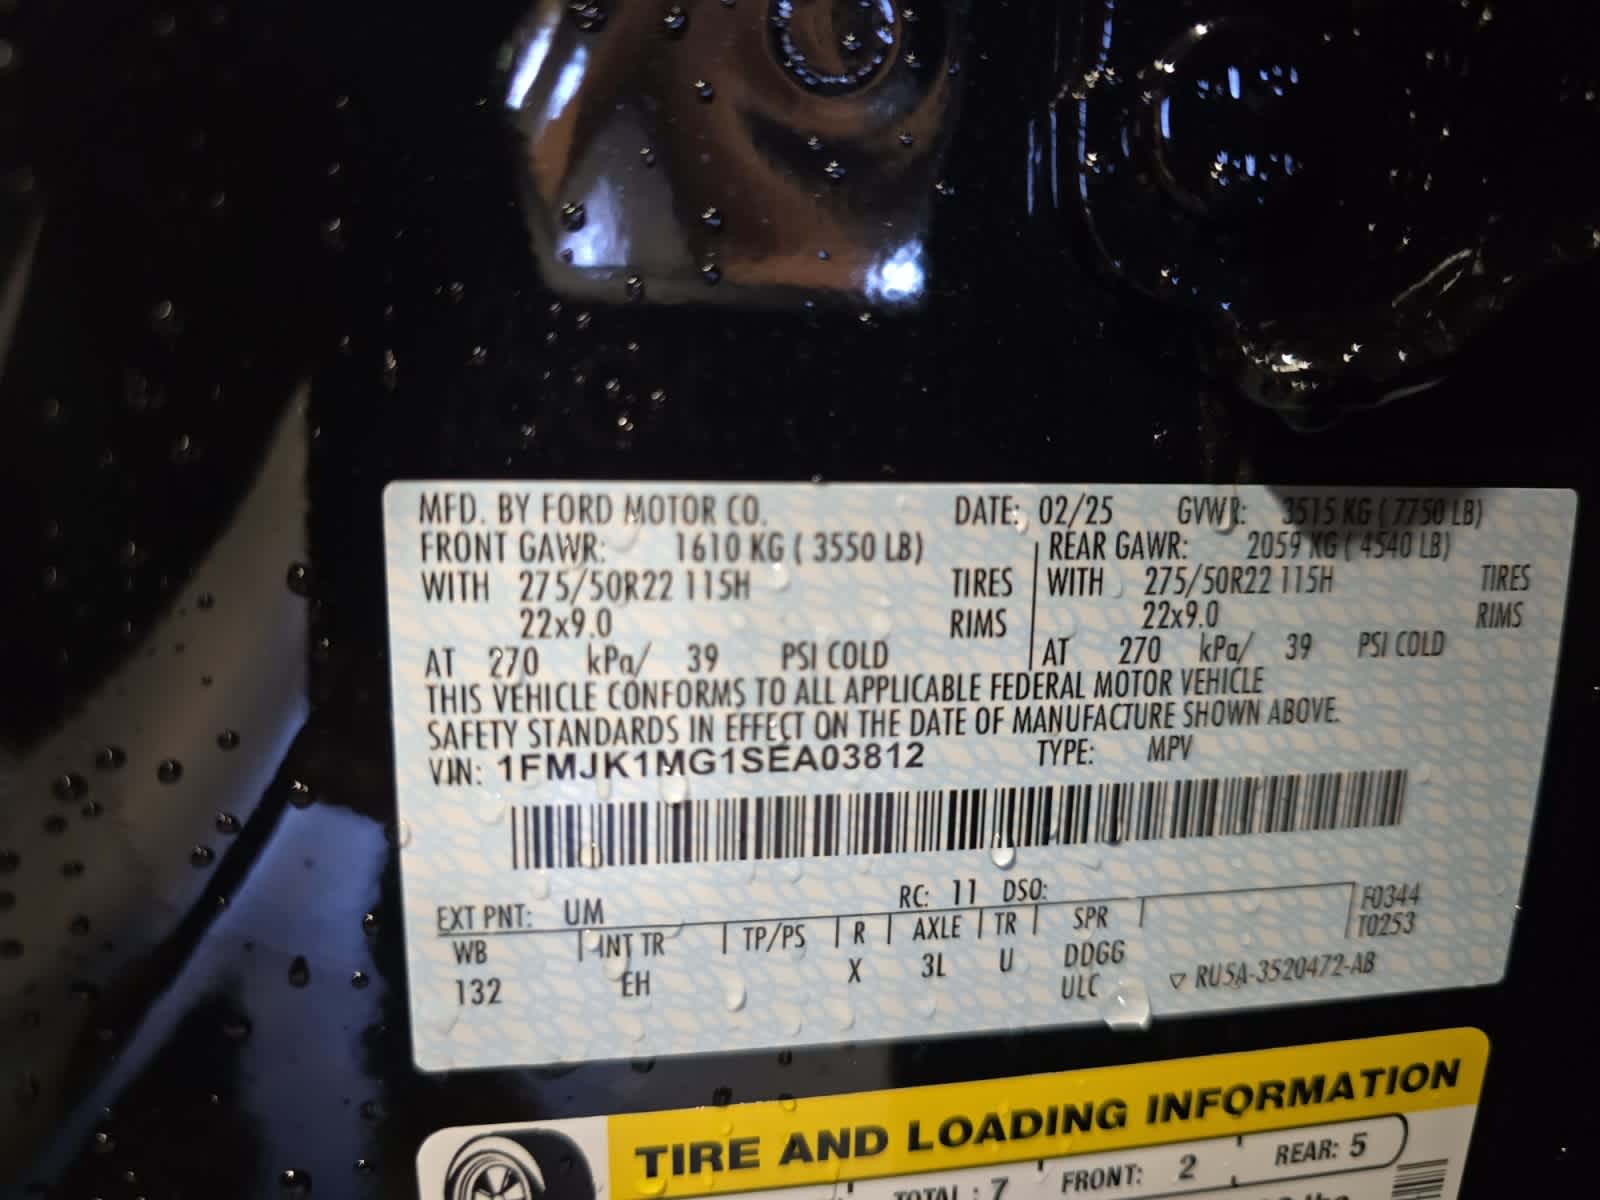 MFD. BY FORD MOTOR CO. DATE: 02/25 GVWR: 3515 KG ( 7750 LB)
FRONT GAWR: 1610 KG ( 3550 LB) REAR GAWR: 2059 KG ( 4540 LB)
WITH 275/50R22 115H TIRES WITH 275/50R22 115H TIRES
22x9.0 RIMS 22x9.0 RIMS
AT 270 kPa/ 39 PSI COLD AT 270 kPa/ 39 PSI COLD
THIS VEHICLE CONFORMS TO ALL APPLICABLE FEDERAL MOTOR VEHICLE
SAFETY STANDARDS IN EFFECT ON THE DATE OF MANUFACTURE SHOWN ABOVE.
VIN: 1FMJK1MG1SEA03812 TYPE: MPV
EXT PNT: UM RC: 11 DSO: F0344
WB INT TR TP/PS R AXLE TR SPR T0253
132 EH X 3L U DDGG
ULC ▽ RU5A-3520472-AB
TIRE AND LOADING INFORMATION
TOTAL : 7 FRONT: 2 REAR: 5